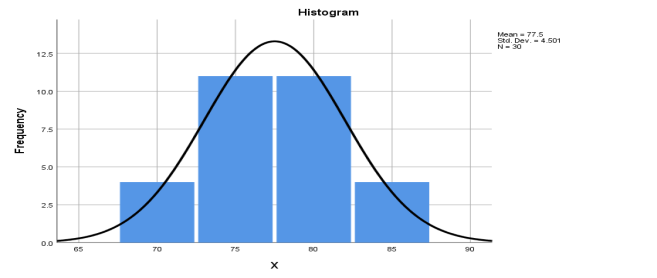 Histogram
Mean = 77.5
Std. Dev. = 4.501
N = 30
Frequency
12.5
10.0
7.5
5.0
2.5
0.0
65 70 75 80 85 90
X